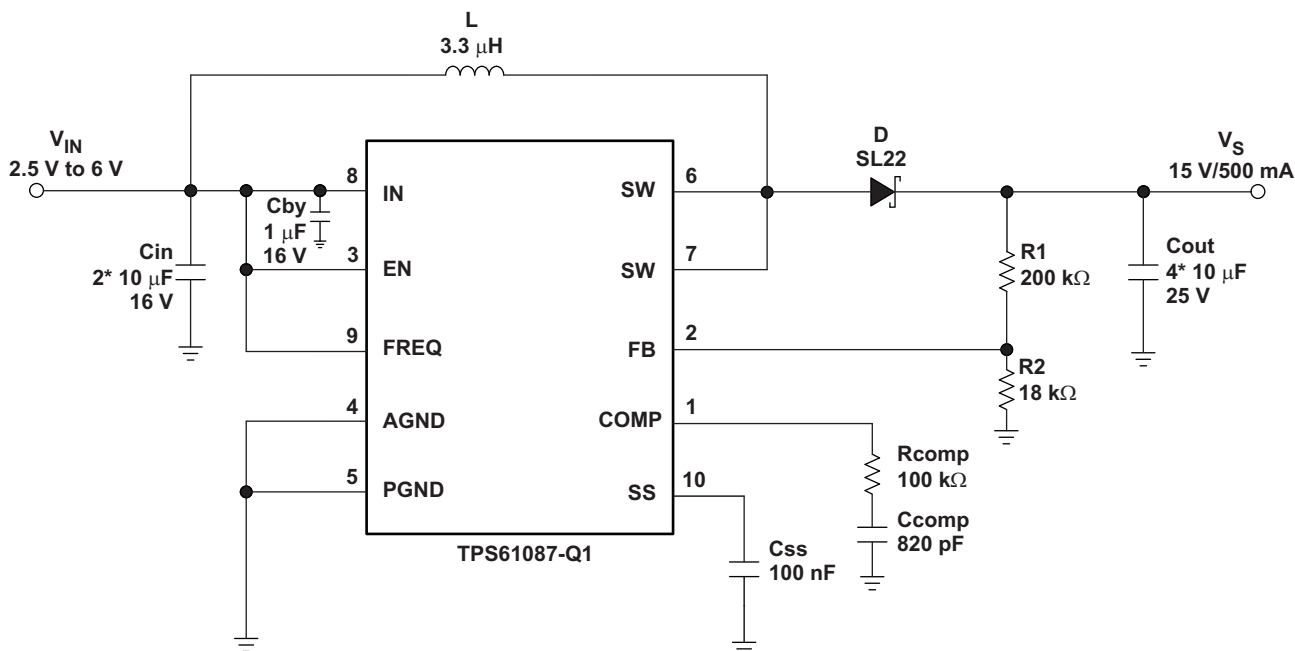 L
3.3 μH
V_IN
2.5 V to 6 V
D
SL22
V_S
15 V/500 mA
8
IN
SW
6
Cby
1 μF
16 V
Cin
2* 10 μF
16 V
3
EN
SW
7
R1
200 kΩ
Cout
4* 10 μF
25 V
9
FREQ
FB
2
R2
18 kΩ
4
AGND
COMP
1
Rcomp
100 kΩ
5
PGND
SS
10
Ccomp
820 pF
TPS61087-Q1
Css
100 nF